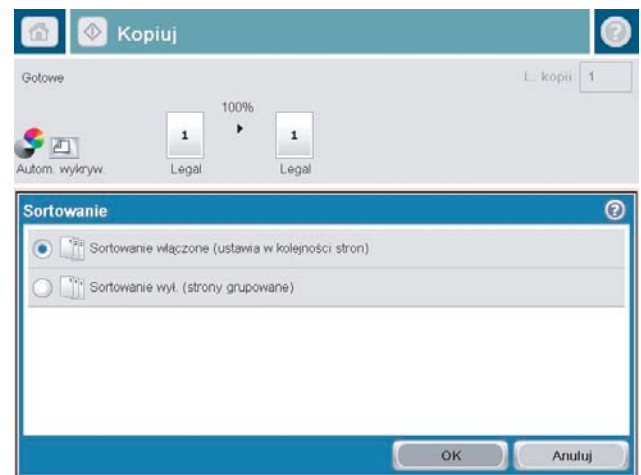 Kopiuj
Gotowe
L. kopii 1
100%
1 1
Autom. wykryw. Legal Legal
Sortowanie
Sortowanie włączone (ustawia w kolejności stron)
Sortowanie wył. (strony grupowane)
OK Anuluj